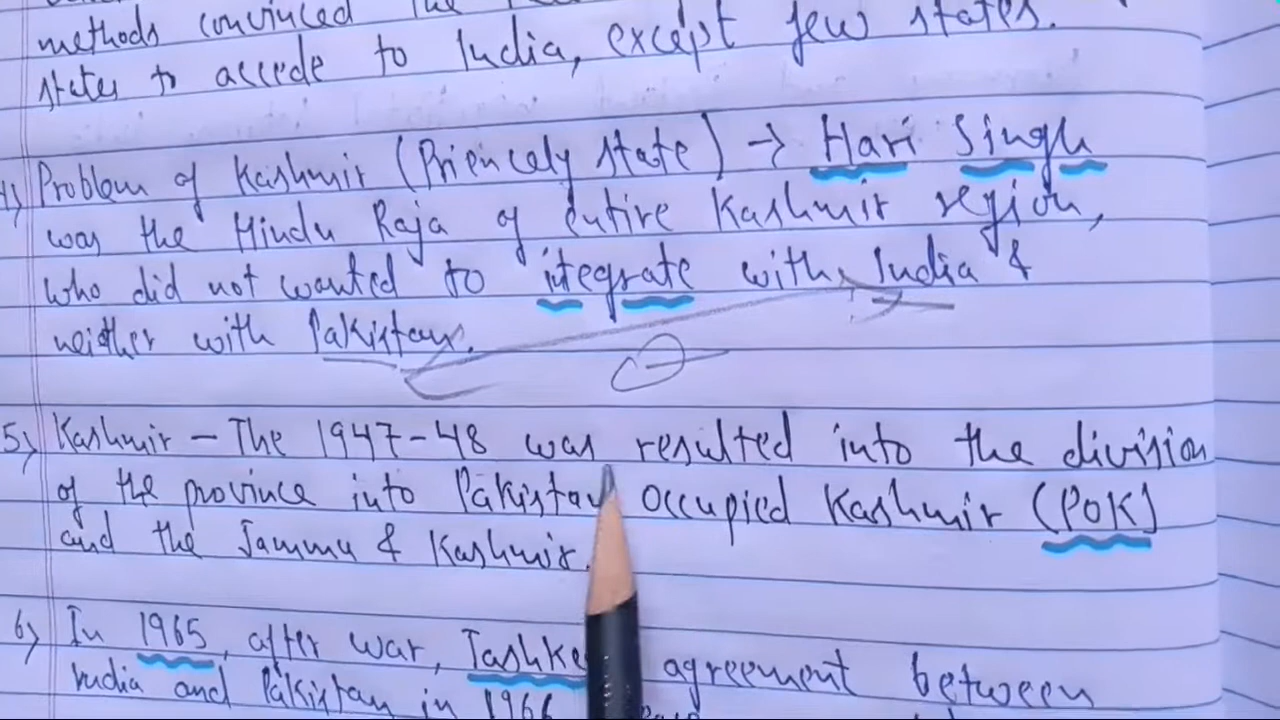 methods convinced the
states to accede to India, except few states.
4) Problem of Kashmir (Priencely state) → Hari Singh
was the Hindu Raja of entire Kashmir region,
who did not wanted to itegrate with India &
neither with Pakistan.
5) Kashmir – The 1947-48 was resulted into the division
of the province into Pakistan occupied Kashmir (POK)
and the Jammu & Kashmir.
6) In 1965, after war, Tashke agreement between
India and Pakistan in 1966